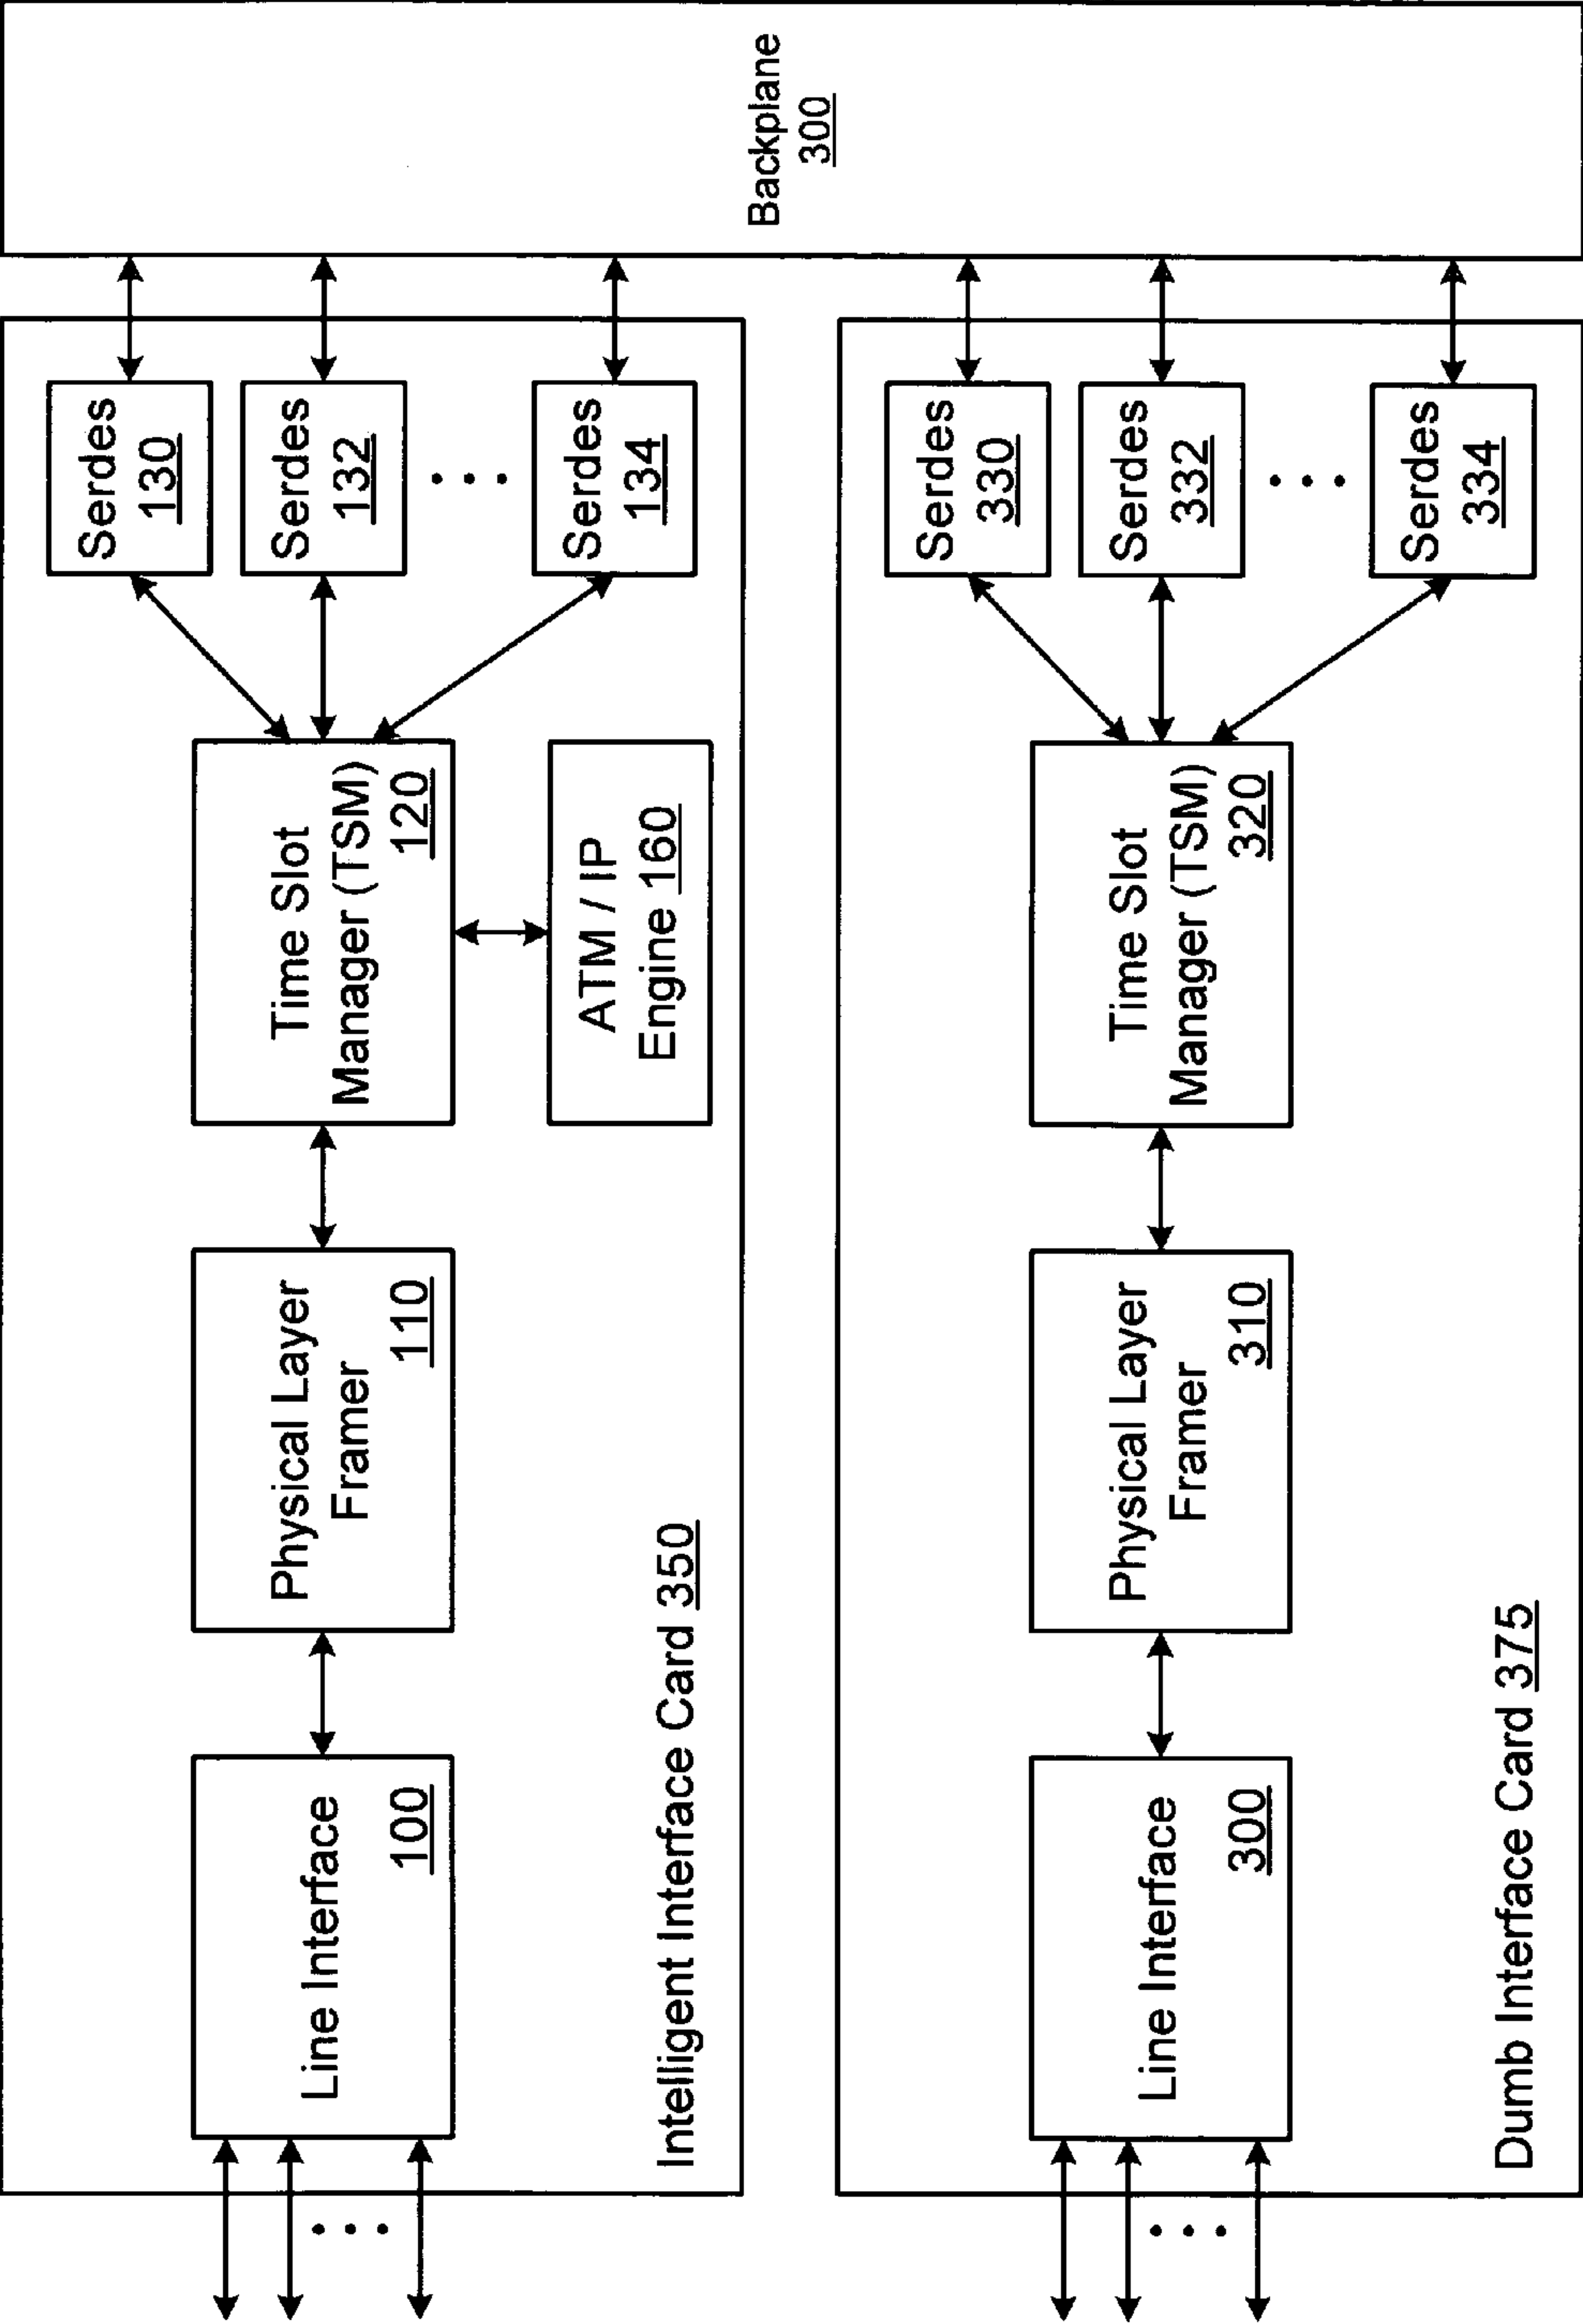 Line Interface
100
Physical Layer
Framer
110
Time Slot
Manager (TSM)
120
ATM / IP
Engine 160
Serdes
130
Serdes
132
Serdes
134
Intelligent Interface Card 350
Line Interface
300
Physical Layer
Framer
310
Time Slot
Manager (TSM)
320
Serdes
330
Serdes
332
Serdes
334
Dumb Interface Card 375
Backplane
300